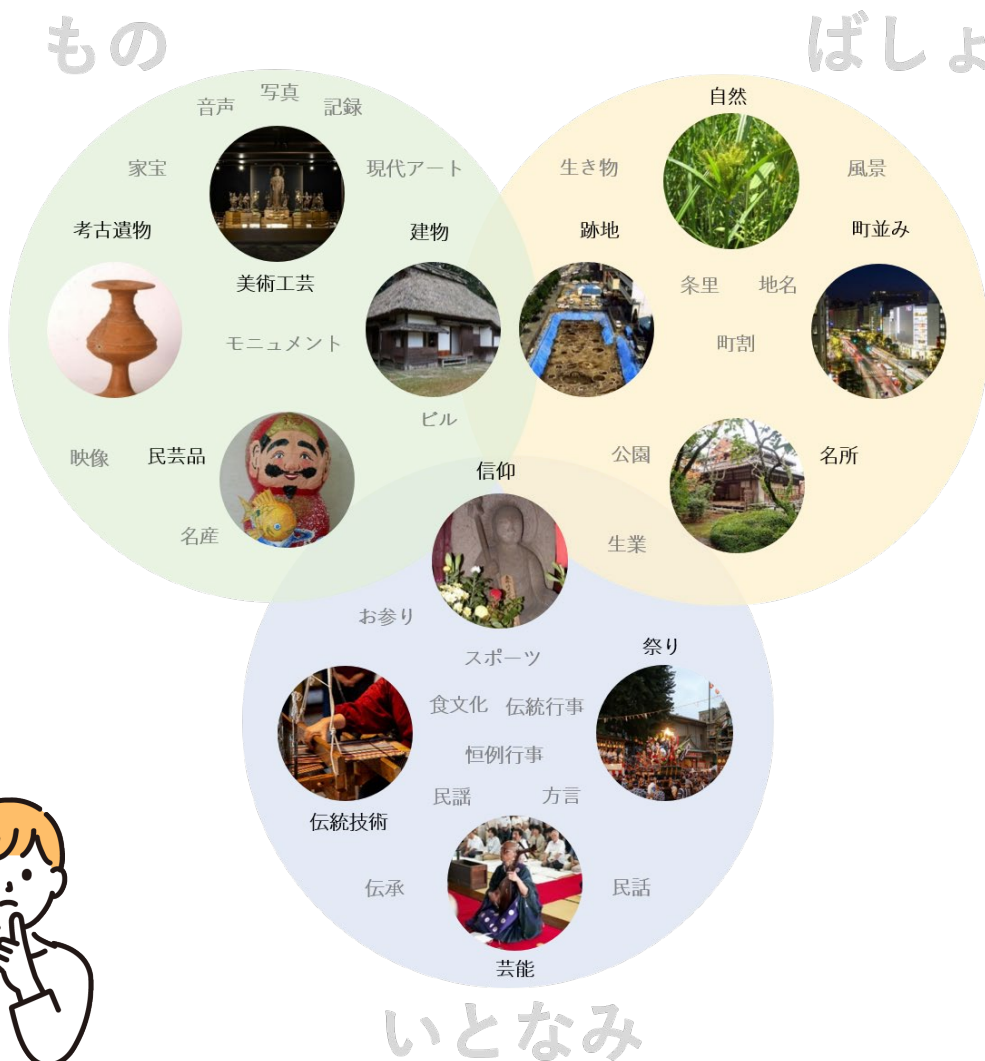 もの
ばしょ
写真
音声
記録
家宝
現代アート
考古遺物
建物
美術工芸
モニュメント
ビル
映像
民芸品
名産
自然
生き物
風景
跡地
町並み
条里
地名
町割
公園
名所
生業
信仰
お参り
スポーツ
祭り
食文化
伝統行事
恒例行事
民謡
方言
伝統技術
伝承
民話
芸能
いとなみ